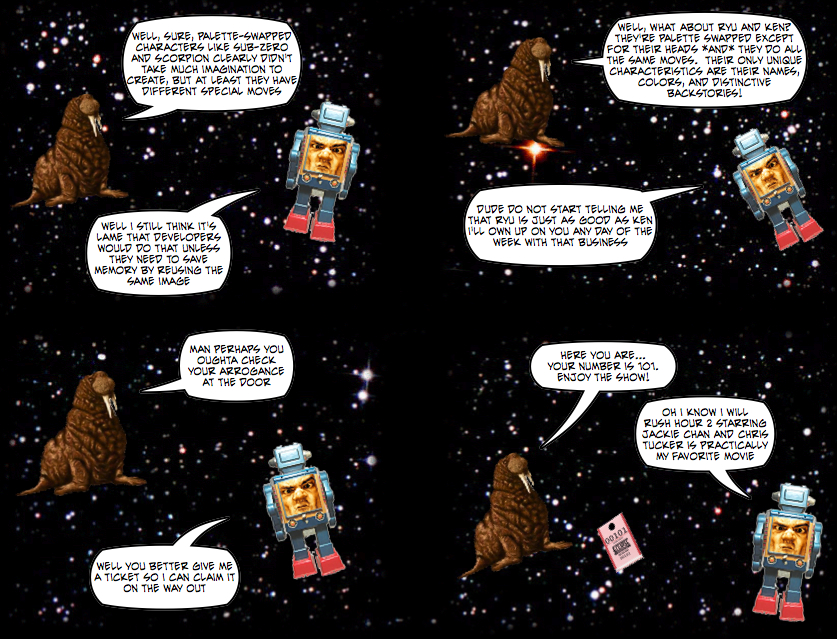 WELL, SURE, PALETTE-SWAPPED
CHARACTERS LIKE SUB-ZERO
AND SCORPION CLEARLY DIDN'T
TAKE MUCH IMAGINATION TO
CREATE, BUT AT LEAST THEY HAVE
DIFFERENT SPECIAL MOVES
WELL I STILL THINK IT'S
LAME THAT DEVELOPERS
WOULD DO THAT UNLESS
THEY NEED TO SAVE
MEMORY BY REUSING THE
SAME IMAGE
WELL, WHAT ABOUT RYU AND KEN?
THEY'RE PALETTE SWAPPED EXCEPT
FOR THEIR HEADS *AND* THEY DO ALL
THE SAME MOVES. THEIR ONLY UNIQUE
CHARACTERISTICS ARE THEIR NAMES,
COLORS, AND DISTINCTIVE
BACKSTORIES!
DUDE DO NOT START TELLING ME
THAT RYU IS JUST AS GOOD AS KEN
I'LL OWN UP ON YOU ANY DAY OF THE
WEEK WITH THAT BUSINESS
MAN PERHAPS YOU
OUGHTA CHECK
YOUR ARROGANCE
AT THE DOOR
WELL YOU BETTER GIVE ME
A TICKET SO I CAN CLAIM IT
ON THE WAY OUT
HERE YOU ARE...
YOUR NUMBER IS 101.
ENJOY THE SHOW!
OH I KNOW I WILL
RUSH HOUR 2 STARRING
JACKIE CHAN AND CHRIS
TUCKER IS PRACTICALLY
MY FAVORITE MOVIE
00101